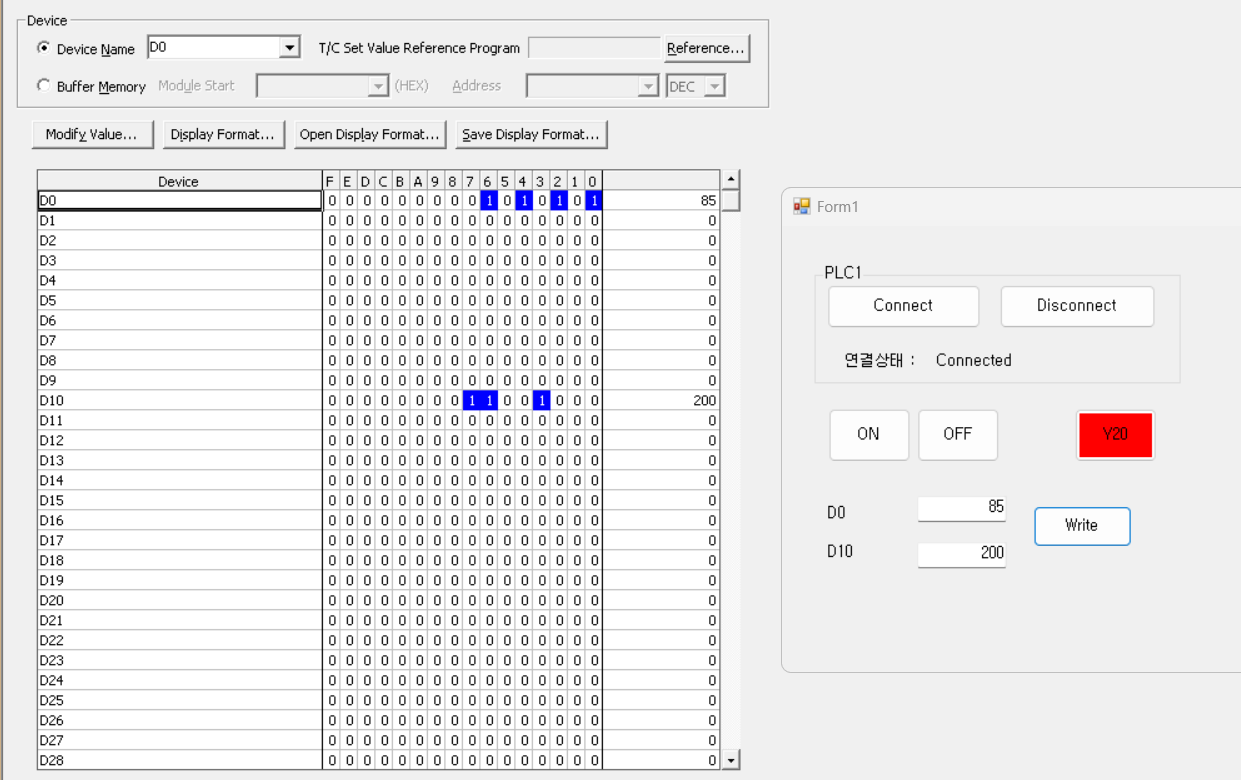 Device
Device Name D0 T/C Set Value Reference Program Reference...
Buffer Memory Module Start (HEX) Address DEC
Modify Value... Display Format... Open Display Format... Save Display Format...
Device F E D C B A 9 8 7 6 5 4 3 2 1 0
D0 0 0 0 0 0 0 0 0 0 1 0 1 0 1 0 1 85
D1 0 0 0 0 0 0 0 0 0 0 0 0 0 0 0 0 0
D2 0 0 0 0 0 0 0 0 0 0 0 0 0 0 0 0 0
D3 0 0 0 0 0 0 0 0 0 0 0 0 0 0 0 0 0
D4 0 0 0 0 0 0 0 0 0 0 0 0 0 0 0 0 0
D5 0 0 0 0 0 0 0 0 0 0 0 0 0 0 0 0 0
D6 0 0 0 0 0 0 0 0 0 0 0 0 0 0 0 0 0
D7 0 0 0 0 0 0 0 0 0 0 0 0 0 0 0 0 0
D8 0 0 0 0 0 0 0 0 0 0 0 0 0 0 0 0 0
D9 0 0 0 0 0 0 0 0 0 0 0 0 0 0 0 0 0
D10 0 0 0 0 0 0 0 0 1 1 0 0 1 0 0 0 200
D11 0 0 0 0 0 0 0 0 0 0 0 0 0 0 0 0 0
D12 0 0 0 0 0 0 0 0 0 0 0 0 0 0 0 0 0
D13 0 0 0 0 0 0 0 0 0 0 0 0 0 0 0 0 0
D14 0 0 0 0 0 0 0 0 0 0 0 0 0 0 0 0 0
D15 0 0 0 0 0 0 0 0 0 0 0 0 0 0 0 0 0
D16 0 0 0 0 0 0 0 0 0 0 0 0 0 0 0 0 0
D17 0 0 0 0 0 0 0 0 0 0 0 0 0 0 0 0 0
D18 0 0 0 0 0 0 0 0 0 0 0 0 0 0 0 0 0
D19 0 0 0 0 0 0 0 0 0 0 0 0 0 0 0 0 0
D20 0 0 0 0 0 0 0 0 0 0 0 0 0 0 0 0 0
D21 0 0 0 0 0 0 0 0 0 0 0 0 0 0 0 0 0
D22 0 0 0 0 0 0 0 0 0 0 0 0 0 0 0 0 0
D23 0 0 0 0 0 0 0 0 0 0 0 0 0 0 0 0 0
D24 0 0 0 0 0 0 0 0 0 0 0 0 0 0 0 0 0
D25 0 0 0 0 0 0 0 0 0 0 0 0 0 0 0 0 0
D26 0 0 0 0 0 0 0 0 0 0 0 0 0 0 0 0 0
D27 0 0 0 0 0 0 0 0 0 0 0 0 0 0 0 0 0
D28 0 0 0 0 0 0 0 0 0 0 0 0 0 0 0 0 0
Form1
PLC1
Connect Disconnect
연결상태 : Connected
ON OFF Y20
D0 85 Write
D10 200